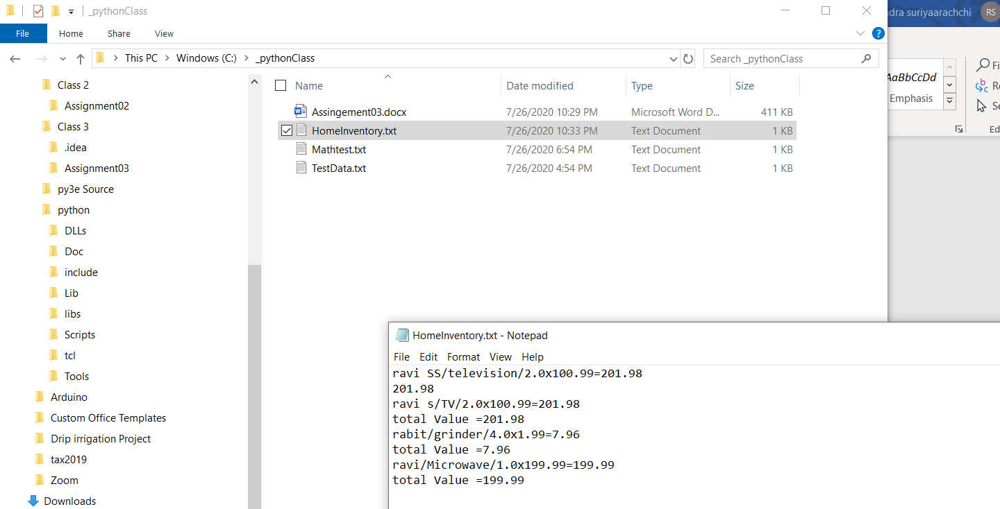 _pythonClass
ndra suriyaarachchi RS
File Home Share View
This PC Windows (C:) _pythonClass
Search _pythonClass
Class 2
Assignment02
Class 3
.idea
Assignment03
py3e Source
python
DLLs
Doc
include
Lib
libs
Scripts
tcl
Tools
Arduino
Custom Office Templates
Drip irrigation Project
tax2019
Zoom
Downloads
Name Date modified Type Size
Assingement03.docx 7/26/2020 10:29 PM Microsoft Word D... 411 KB
HomeInventory.txt 7/26/2020 10:33 PM Text Document 1 KB
Mathtest.txt 7/26/2020 6:54 PM Text Document 1 KB
TestData.txt 7/26/2020 4:54 PM Text Document 1 KB
AaBbCcDd
Emphasis
Fi
Re
Se
Ed
HomeInventory.txt - Notepad
File Edit Format View Help
ravi SS/television/2.0x100.99=201.98
201.98
ravi s/TV/2.0x100.99=201.98
total Value =201.98
rabit/grinder/4.0x1.99=7.96
total Value =7.96
ravi/Microwave/1.0x199.99=199.99
total Value =199.99